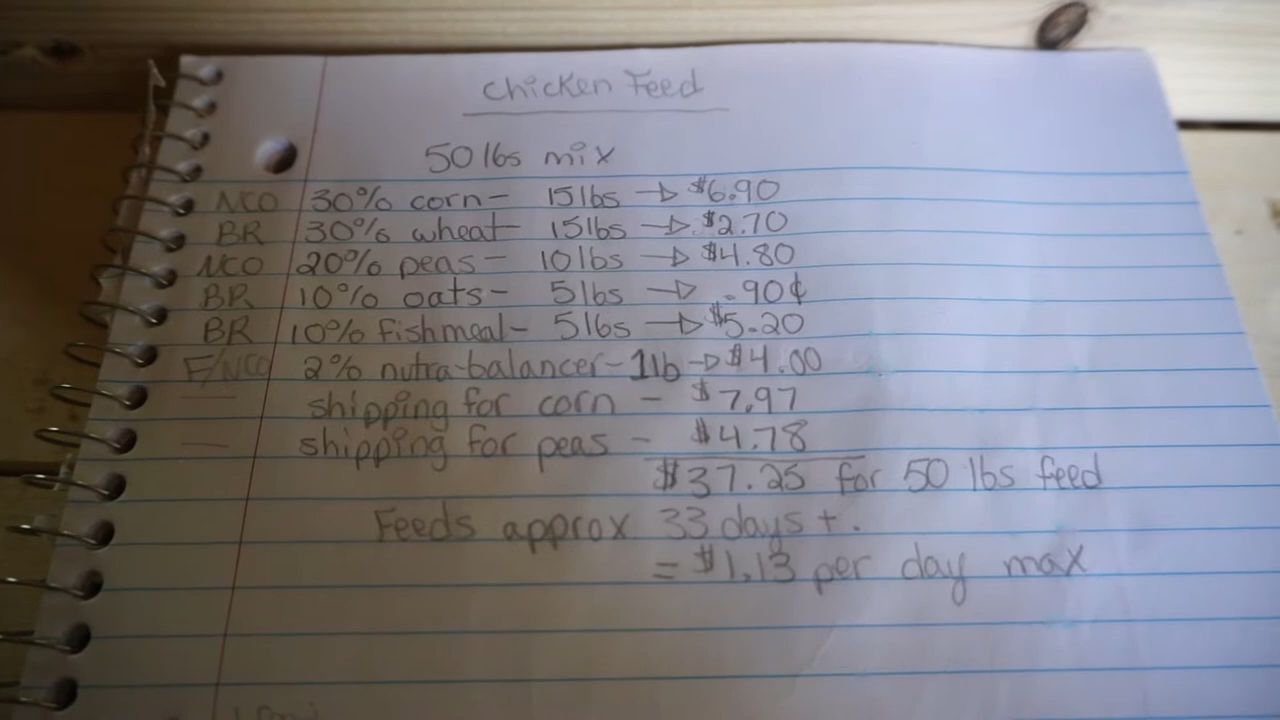 Chicken Feed
50 lbs mix
NCO 30% corn - 15lbs → $6.90
BR 30% wheat - 15lbs → $2.70
NCO 20% peas - 10lbs → $4.80
BR 10% oats - 5lbs → .90¢
BR 10% fishmeal - 5lbs → $5.20
F/NCO 2% nutra-balancer - 1lb → $4.00
shipping for corn - $7.97
shipping for peas - $4.78
$37.25 for 50 lbs feed
Feeds approx 33 days +.
= $1.13 per day max